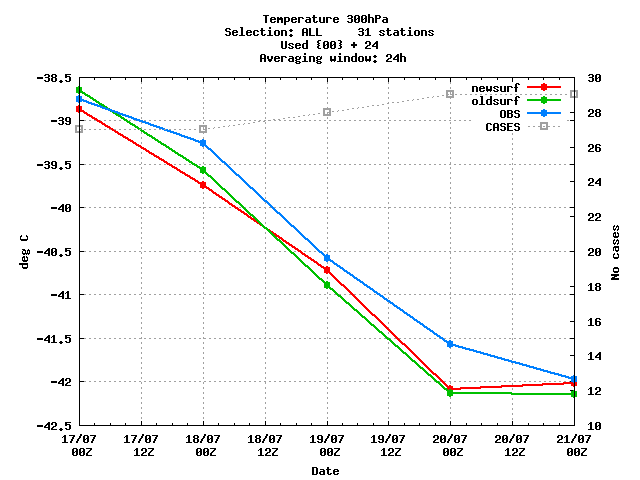 Temperature 300hPa
Selection: ALL     31 stations
Used {00} + 24
Averaging window: 24h
-38.5
-39
-39.5
-40
-40.5
-41
-41.5
-42
-42.5
deg C
30
28
26
24
22
20
18
16
14
12
10
No cases
newsurf
oldsurf
OBS
CASES
17/07 17/07 18/07 18/07 19/07 19/07 20/07 20/07 21/07
00Z 12Z 00Z 12Z 00Z 12Z 00Z 12Z 00Z
Date